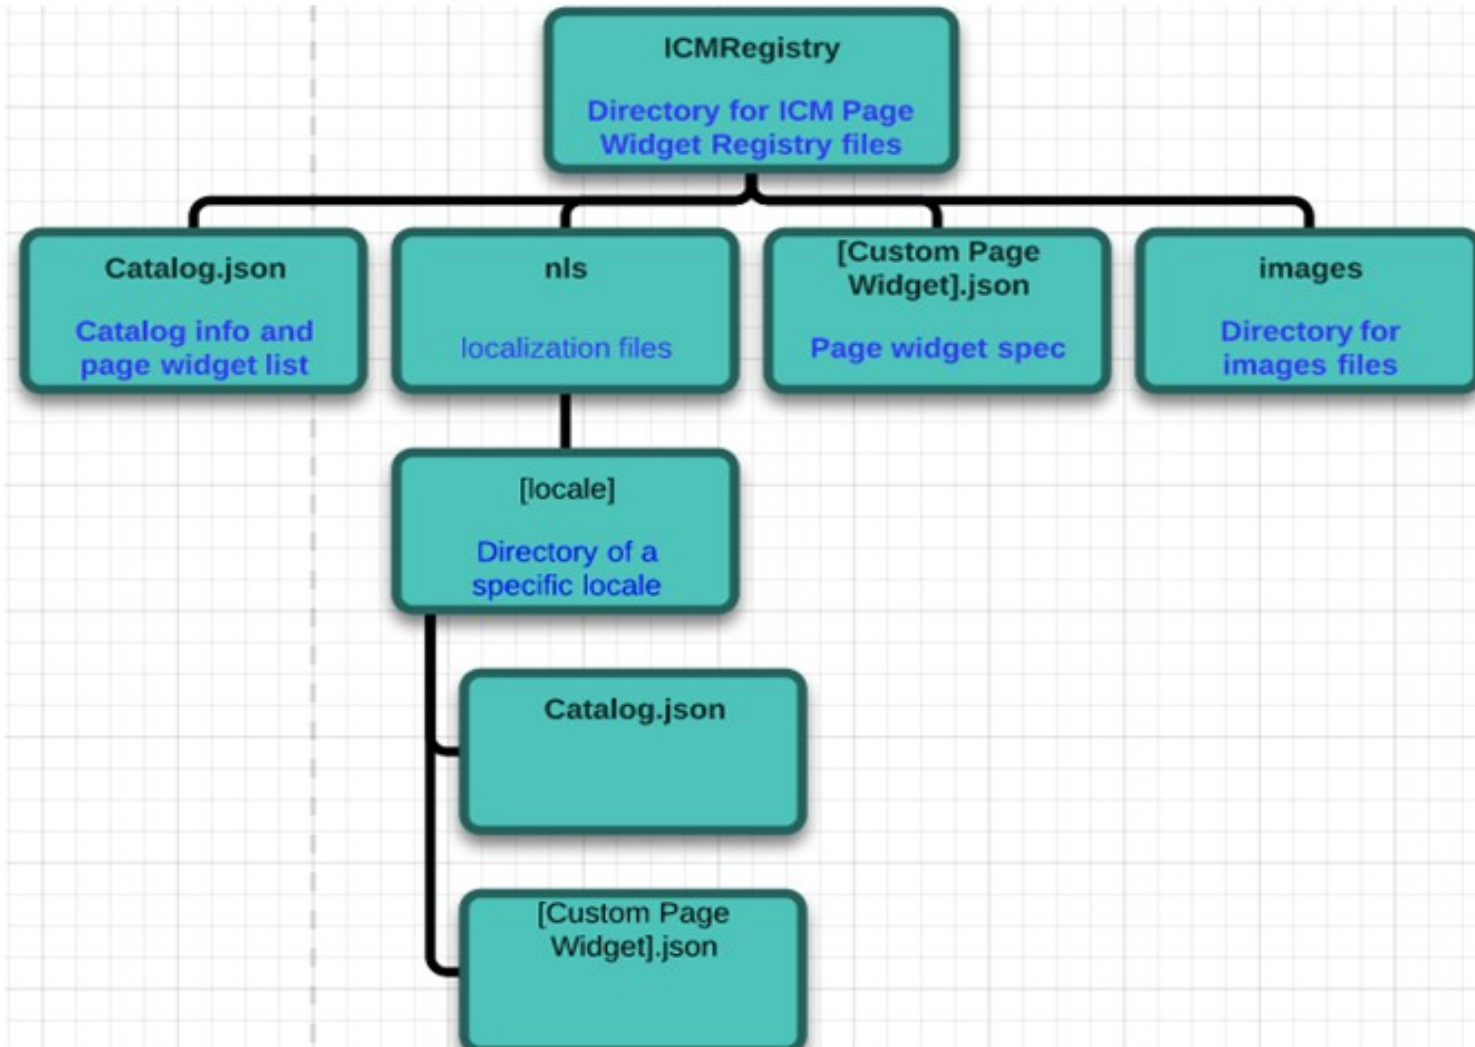 ICMRegistry
Directory for ICM Page
Widget Registry files
Catalog.json
Catalog info and
page widget list
nls
localization files
[Custom Page
Widget].json
Page widget spec
images
Directory for
images files
[locale]
Directory of a
specific locale
Catalog.json
[Custom Page
Widget].json